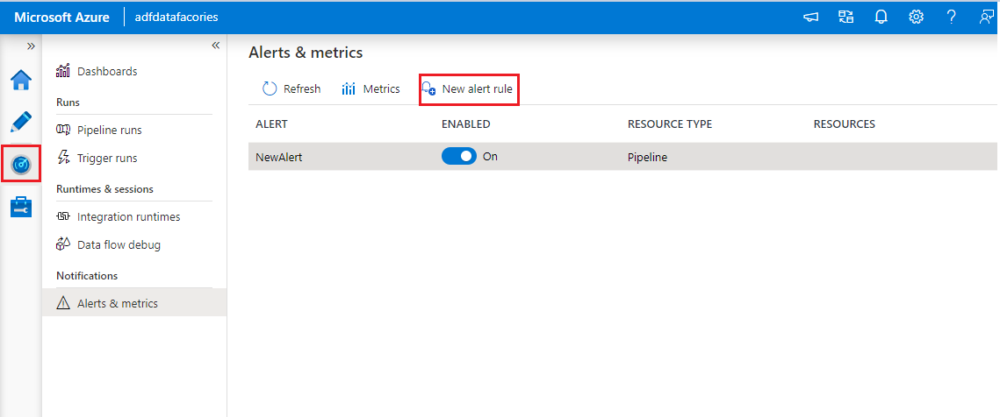 Microsoft Azure adfdatafacories
» «
Alerts & metrics
Dashboards
Refresh Metrics New alert rule
Runs
ALERT ENABLED RESOURCE TYPE RESOURCES
Pipeline runs
Trigger runs
NewAlert On Pipeline
Runtimes & sessions
Integration runtimes
Data flow debug
Notifications
Alerts & metrics